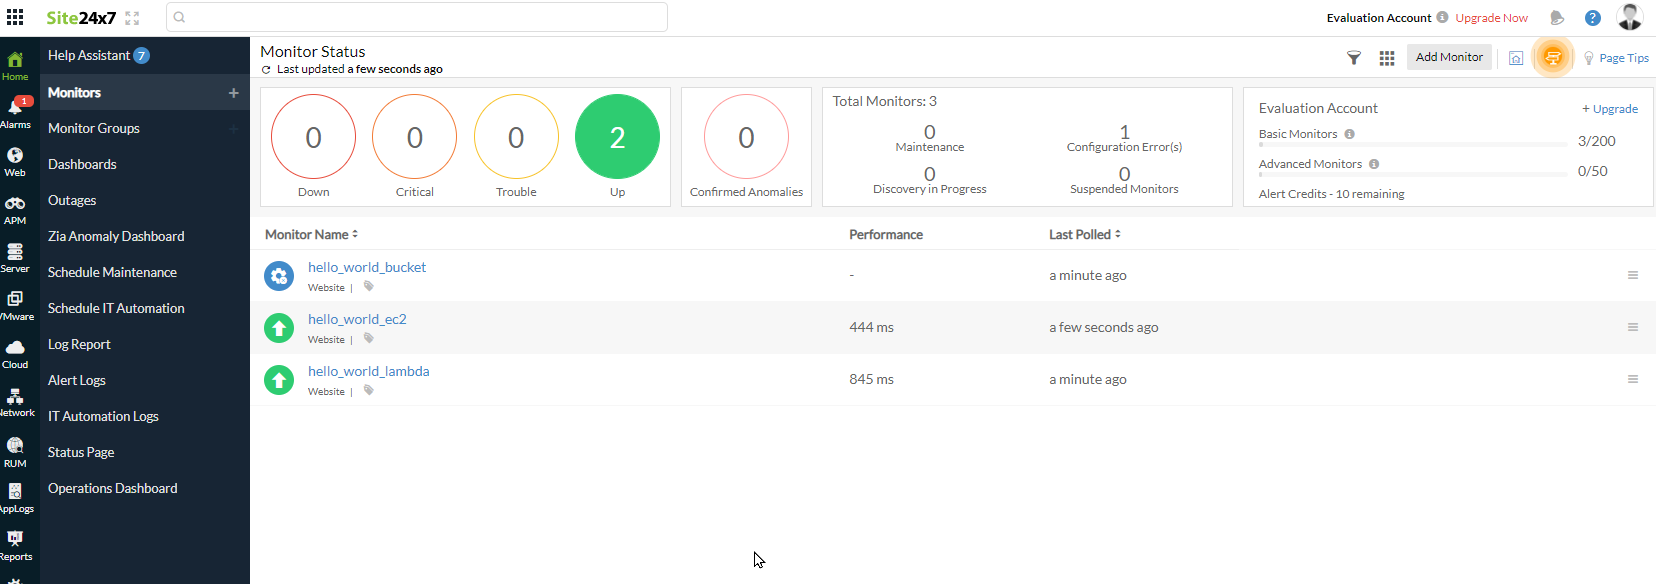 Site24x7
Evaluation Account Upgrade Now
Home
Alarms
1
Web
APM
Server
VMware
Cloud
Network
RUM
AppLogs
Reports
Help Assistant 7
Monitors +
Monitor Groups +
Dashboards
Outages
Zia Anomaly Dashboard
Schedule Maintenance
Schedule IT Automation
Log Report
Alert Logs
IT Automation Logs
Status Page
Operations Dashboard
Monitor Status
Last updated a few seconds ago
Add Monitor
Page Tips
0 Down
0 Critical
0 Trouble
2 Up
0 Confirmed Anomalies
Total Monitors: 3
0 Maintenance
1 Configuration Error(s)
0 Discovery in Progress
0 Suspended Monitors
Evaluation Account + Upgrade
Basic Monitors 3/200
Advanced Monitors 0/50
Alert Credits - 10 remaining
Monitor Name Performance Last Polled
hello_world_bucket - a minute ago
Website |
hello_world_ec2 444 ms a few seconds ago
Website |
hello_world_lambda 845 ms a minute ago
Website |